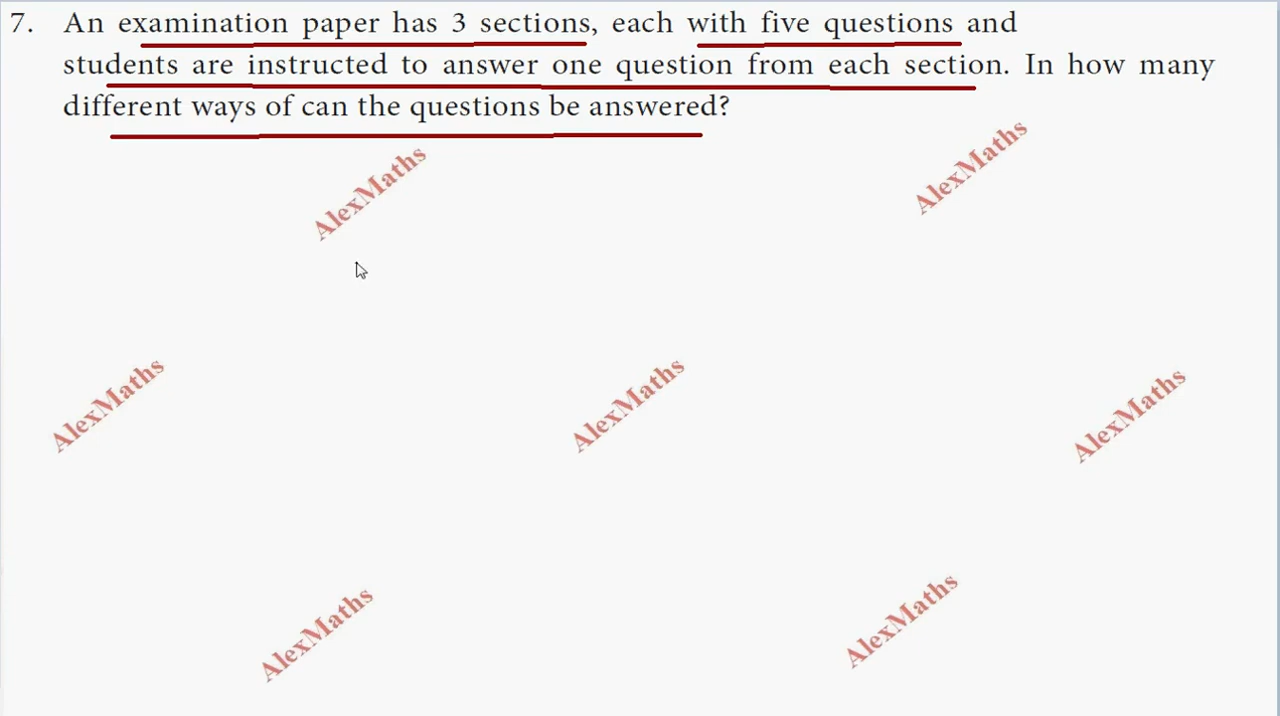 7. An examination paper has 3 sections, each with five questions and
students are instructed to answer one question from each section. In how many
different ways of can the questions be answered?
AlexMaths
AlexMaths
AlexMaths
AlexMaths
AlexMaths
AlexMaths
AlexMaths